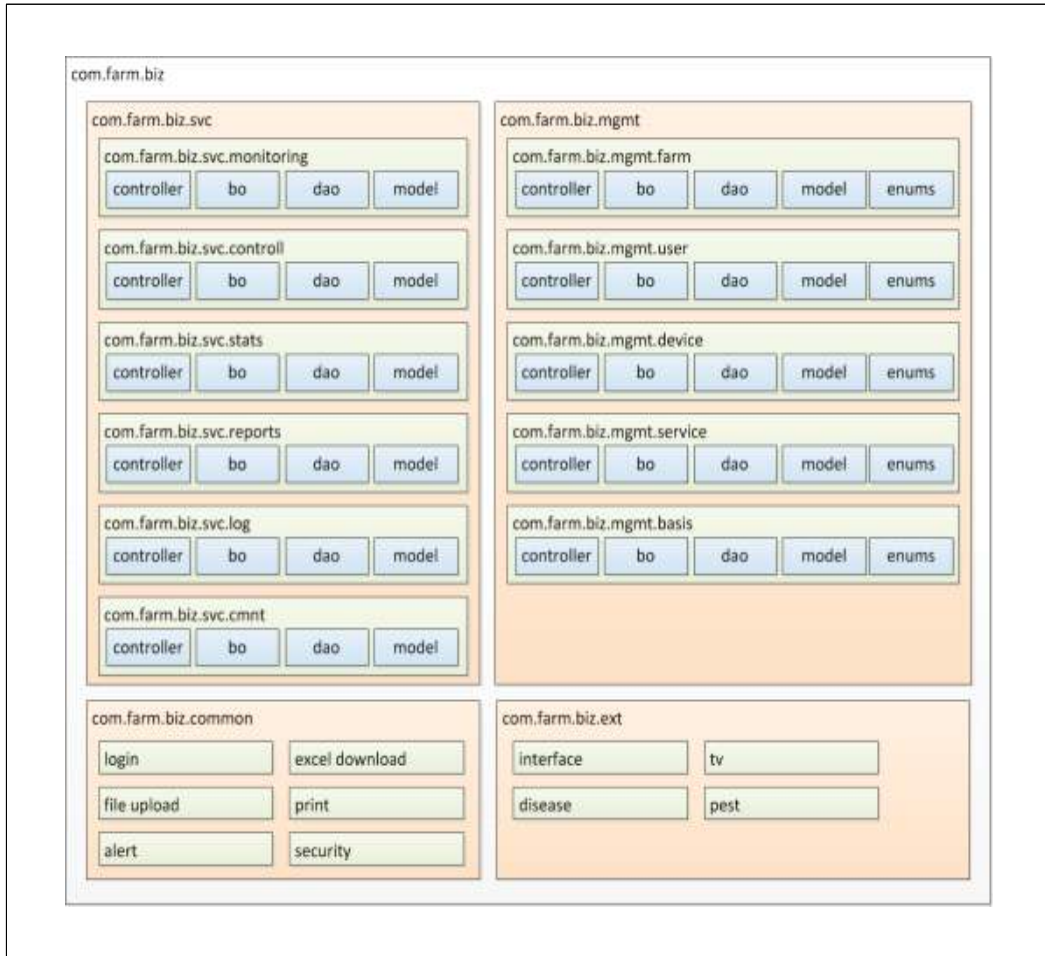 com.farm.biz
com.farm.biz.svc
com.farm.biz.svc.monitoring
controller bo dao model
com.farm.biz.svc.controll
controller bo dao model
com.farm.biz.svc.stats
controller bo dao model
com.farm.biz.svc.reports
controller bo dao model
com.farm.biz.svc.log
controller bo dao model
com.farm.biz.svc.cmnt
controller bo dao model
com.farm.biz.mgmt
com.farm.biz.mgmt.farm
controller bo dao model enums
com.farm.biz.mgmt.user
controller bo dao model enums
com.farm.biz.mgmt.device
controller bo dao model enums
com.farm.biz.mgmt.service
controller bo dao model enums
com.farm.biz.mgmt.basis
controller bo dao model enums
com.farm.biz.common
login excel download
file upload print
alert security
com.farm.biz.ext
interface tv
disease pest